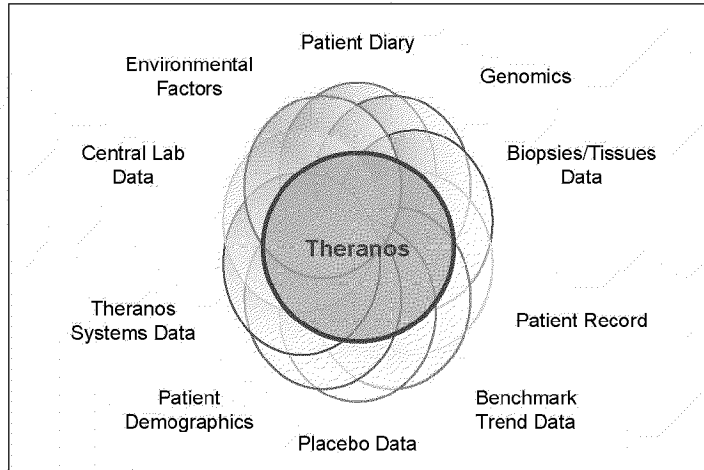 Patient Diary
Environmental
Factors
Genomics
Central Lab
Data
Biopsies/Tissues
Data
Theranos
Theranos
Systems Data
Patient Record
Patient
Demographics
Benchmark
Trend Data
Placebo Data